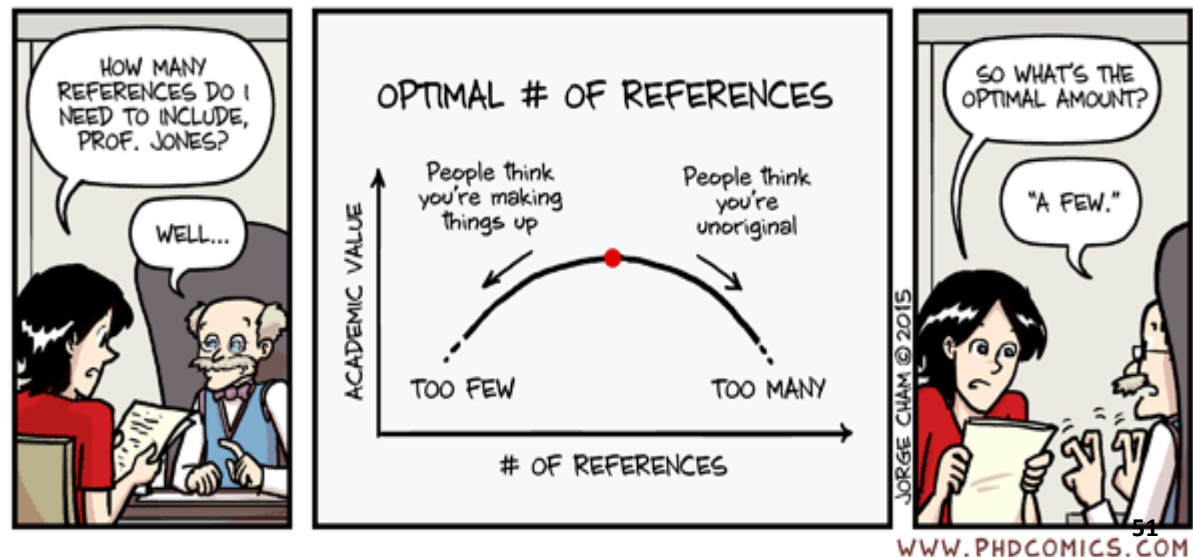 HOW MANY
REFERENCES DO I
NEED TO INCLUDE,
PROF. JONES?
WELL...
OPTIMAL # OF REFERENCES
People think
you're making
things up
People think
you're
unoriginal
ACADEMIC VALUE
TOO FEW
TOO MANY
# OF REFERENCES
JORGE CHAM © 2015
SO WHAT'S THE
OPTIMAL AMOUNT?
"A FEW."
51
WWW.PHDCOMICS.COM